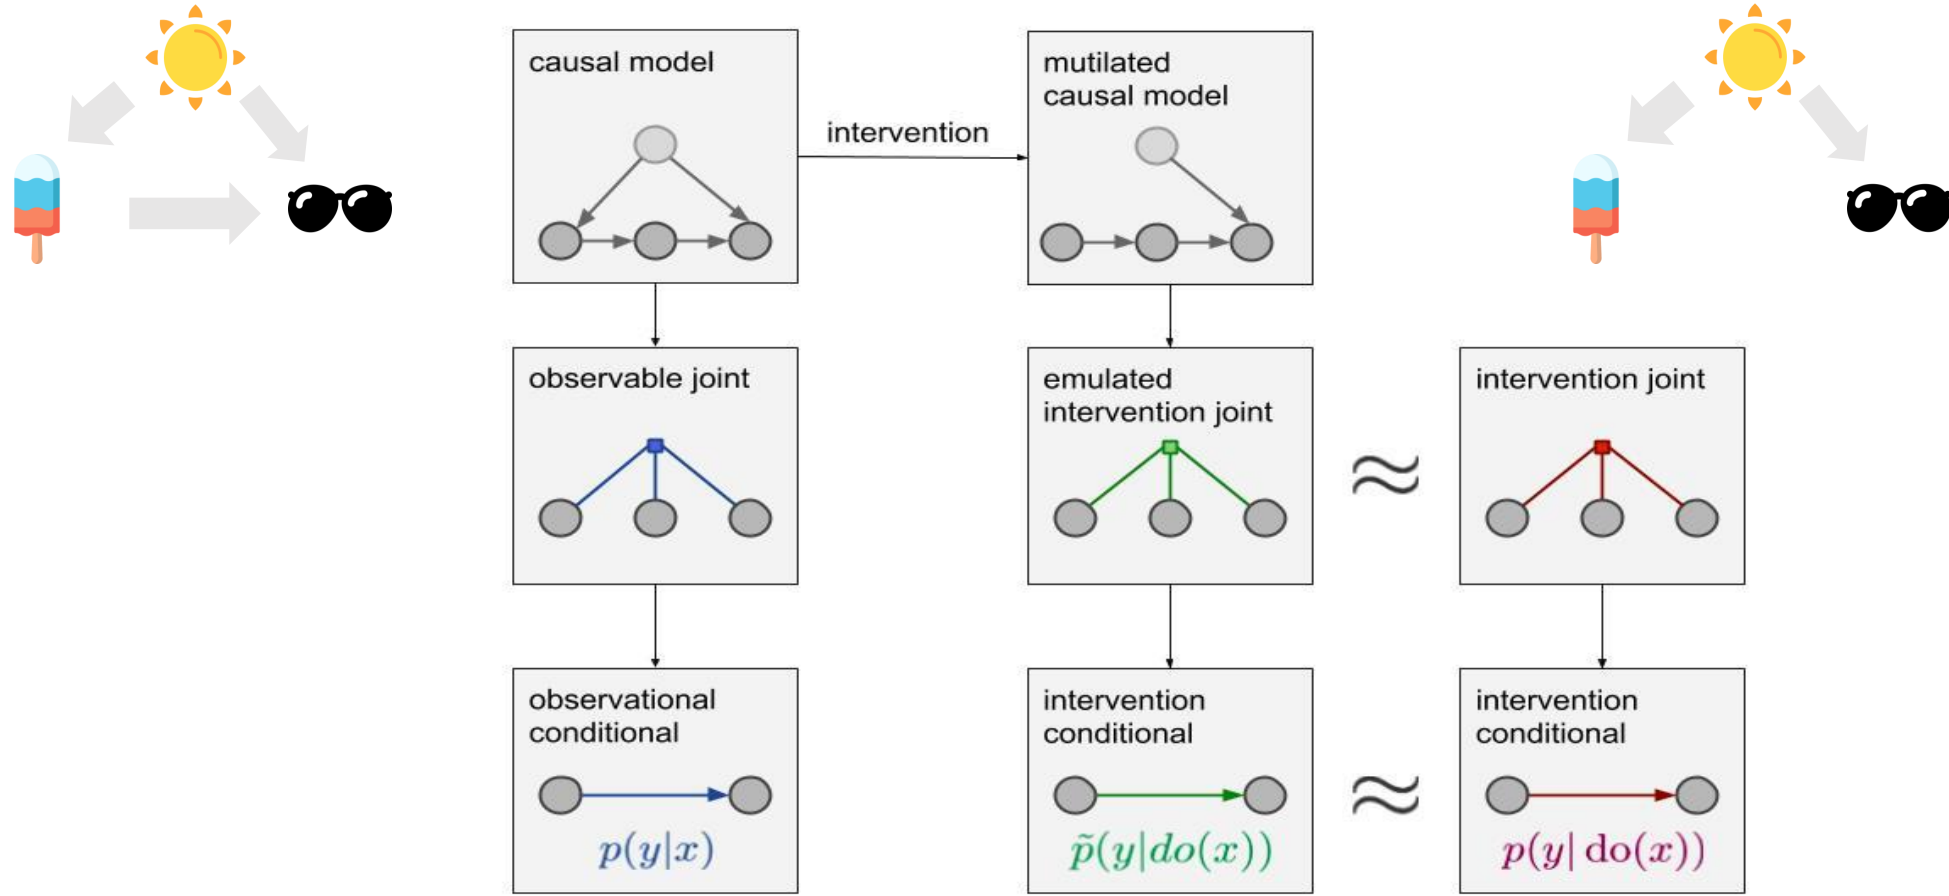 causal model
intervention
mutilated
causal model
observable joint
emulated
intervention joint
≈
intervention joint
observational
conditional
p(y|x)
intervention
conditional
p̃(y|do(x))
≈
intervention
conditional
p(y| do(x))